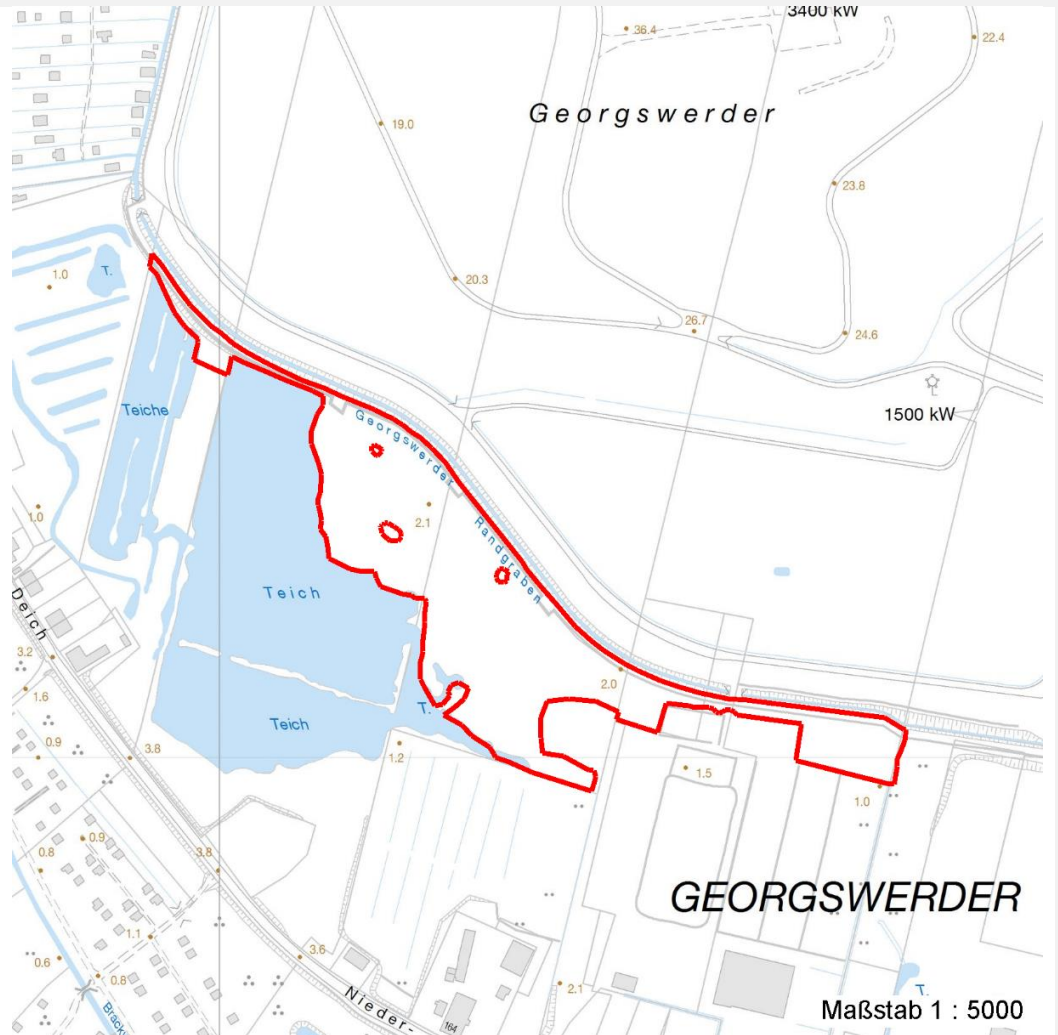 3400 kW
36.4
22.4
Georgswerder
19.0
23.8
T.
1.0
20.3
26.7
24.6
1500 kW
Teiche
Georgswerder
Randgraben
2.1
1.0
Teich
Deich
3.2
2.0
1.6
T.
Teich
0.9
3.8
1.2
1.5
1.0
0.9
0.8
3.8
GEORGSWERDER
1.1
3.6
0.6
0.8
2.1
T.
Nieder-
164
Maßstab 1 : 5000